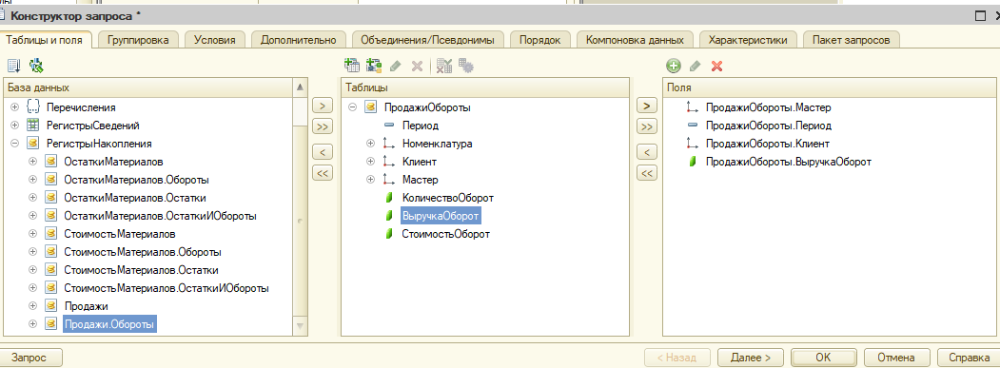 Конструктор запроса *
Таблицы и поля Группировка Условия Дополнительно Объединения/Псевдонимы Порядок Компоновка данных Характеристики Пакет запросов
База данных
Перечисления
РегистрыСведений
РегистрыНакопления
ОстаткиМатериалов
ОстаткиМатериалов.Обороты
ОстаткиМатериалов.Остатки
ОстаткиМатериалов.ОстаткиИОбороты
СтоимостьМатериалов
СтоимостьМатериалов.Обороты
СтоимостьМатериалов.Остатки
СтоимостьМатериалов.ОстаткиИОбороты
Продажи
Продажи.Обороты
>
>>
<
<<
Таблицы
ПродажиОбороты
Период
Номенклатура
Клиент
Мастер
КоличествоОборот
ВыручкаОборот
СтоимостьОборот
>
>>
<
<<
Поля
ПродажиОбороты.Мастер
ПродажиОбороты.Период
ПродажиОбороты.Клиент
ПродажиОбороты.ВыручкаОборот
Запрос < Назад Далее > OK Отмена Справка